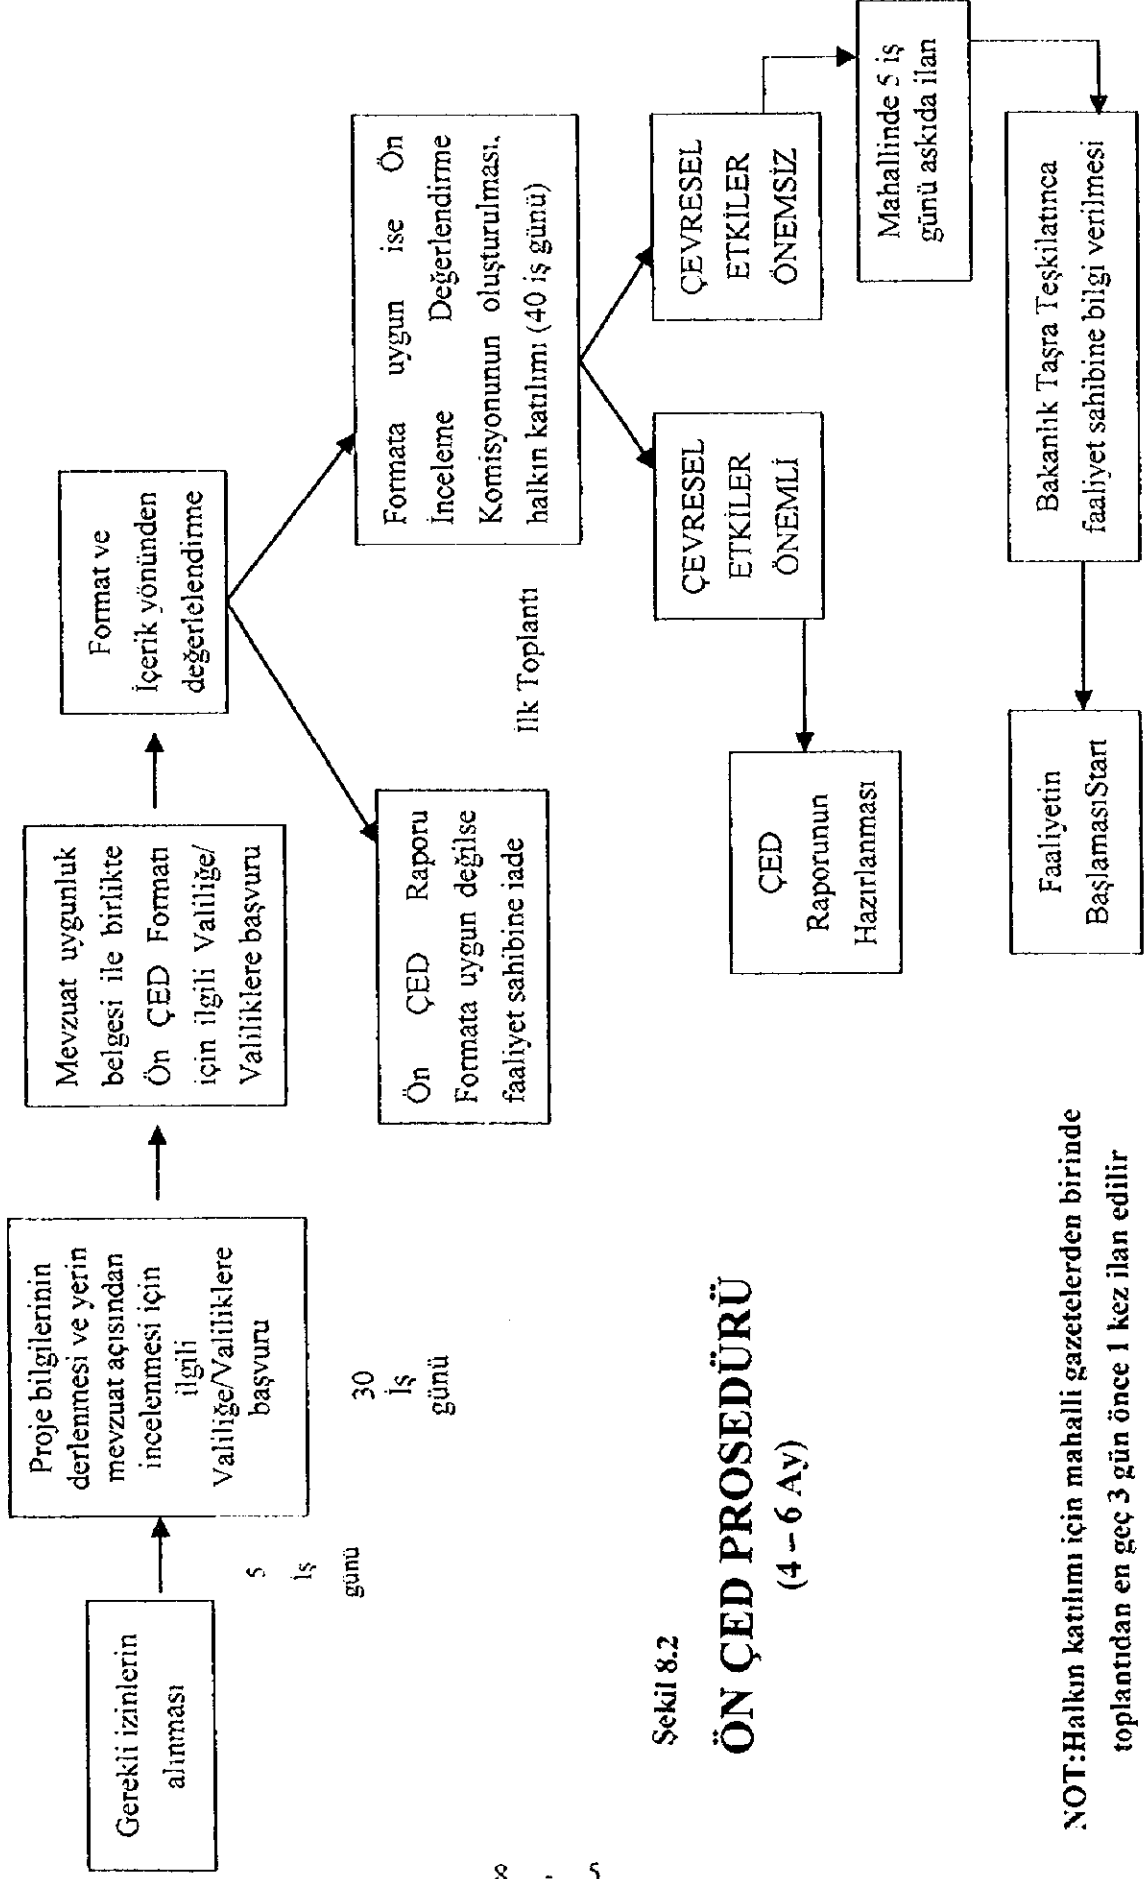 Gerekli izinlerin
alınması
Proje bilgilerinin
derlenmesi ve yerin
mevzuat açısından
incelenmesi için
ilgili
Valiliğe/Valiliklere
başvuru
Mevzuat uygunluk
belgesi ile birlikte
Ön ÇED Formatı
için ilgili Valiliğe/
Valiliklere başvuru
Format ve
İçerik yönünden
değerlelendirme
5
İş
günü
30
İş
günü
Ön ÇED Raporu
Formata uygun değilse
faaliyet sahibine iade
Formata uygun ise Ön
İnceleme Değerlendirme
Komisyonunun oluşturulması,
halkın katılımı (40 iş günü)
İlk Toplantı
ÇEVRESEL
ETKİLER
ÖNEMLİ
ÇEVRESEL
ETKİLER
ÖNEMSİZ
ÇED
Raporunun
Hazırlanması
Mahallinde 5 iş
günü askıda ilan
Bakanlık Taşra Teşkilatınca
faaliyet sahibine bilgi verilmesi
Faaliyetin
BaşlamasıStart
Şekil 8.2
ÖN ÇED PROSEDÜRÜ
(4 – 6 Ay)
NOT:Halkın katılımı için mahalli gazetelerden birinde
toplantıdan en geç 3 gün önce 1 kez ilan edilir
8 - 5